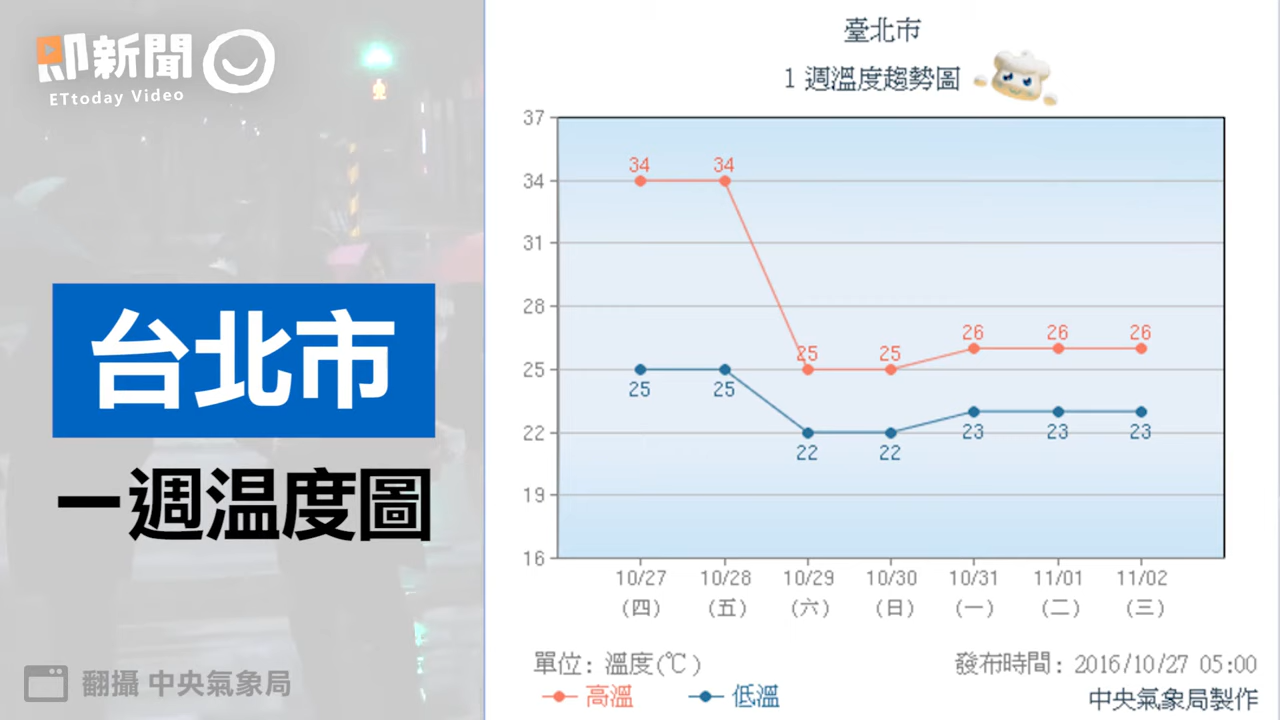 即新聞
ETtoday Video
台北市
一週温度圖
翻攝 中央氣象局
臺北市
1 週溫度趨勢圖
37
34
31
28
25
22
19
16
34 34 25 25 26 26 26
25 25 22 22 23 23 23
10/27 10/28 10/29 10/30 10/31 11/01 11/02
(四) (五) (六) (日) (一) (二) (三)
單位: 溫度(℃)
發布時間: 2016/10/27 05:00
高溫 低溫
中央氣象局製作